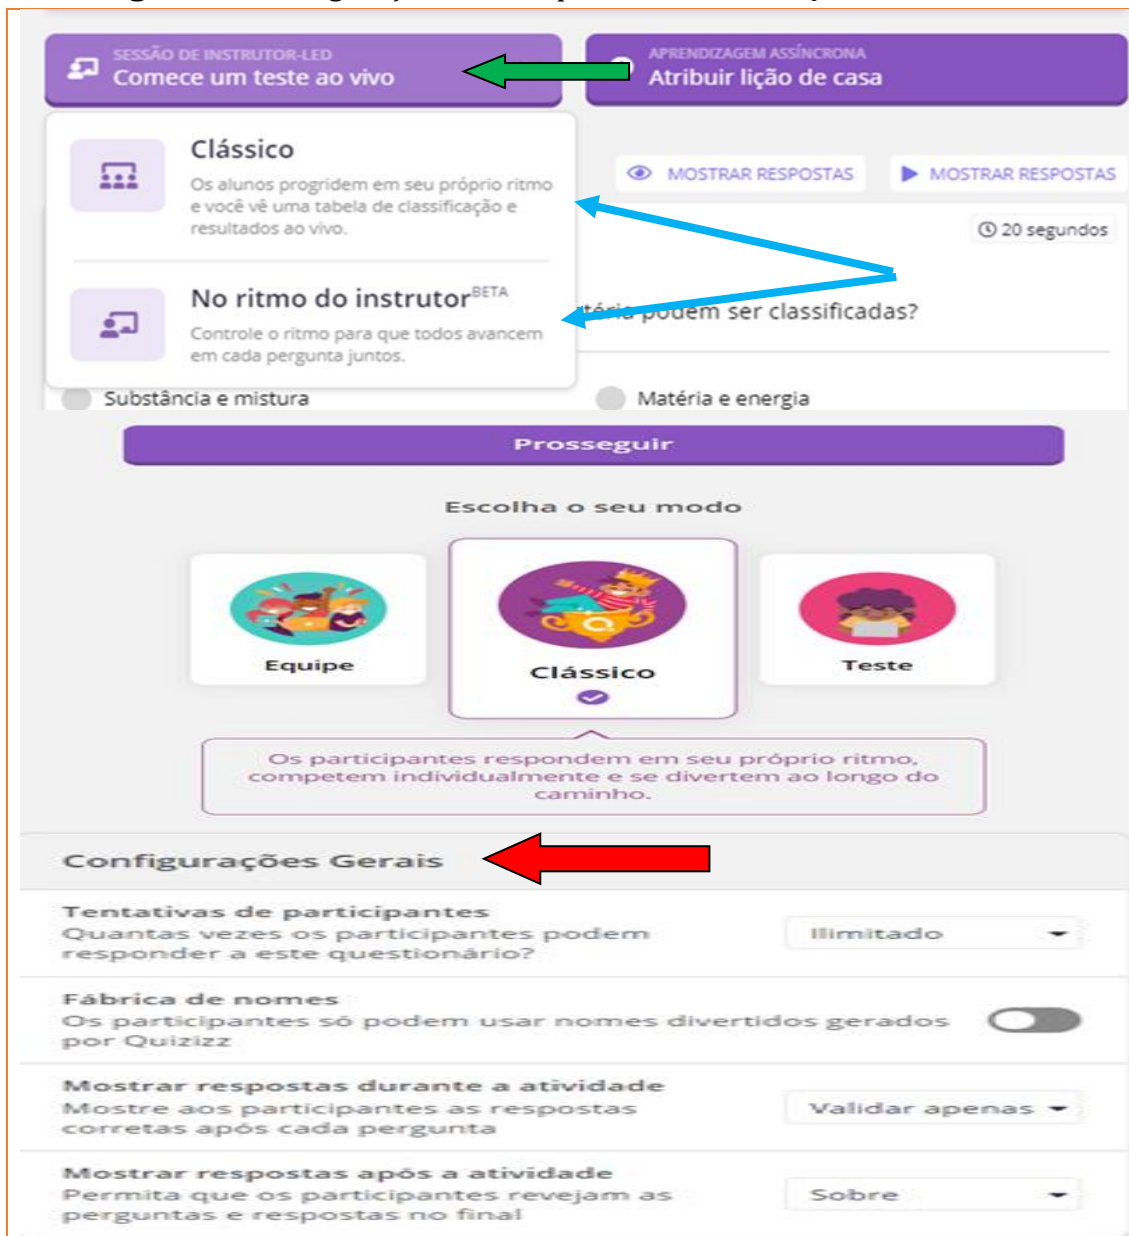 SESSÃO DE INSTRUTOR-LED
Comece um teste ao vivo
APRENDIZAGEM ASSÍNCRONA
Atribuir lição de casa
Clássico
Os alunos progridem em seu próprio ritmo
e você vê uma tabela de classificação e
resultados ao vivo.
MOSTRAR RESPOSTAS
MOSTRAR RESPOSTAS
20 segundos
No ritmo do instrutor BETA
Controle o ritmo para que todos avancem
em cada pergunta juntos.
podem ser classificadas?
Substância e mistura
Matéria e energia
Prosseguir
Escolha o seu modo
Equipe
Clássico
Teste
Os participantes respondem em seu próprio ritmo,
competem individualmente e se divertem ao longo do
caminho.
Configurações Gerais
Tentativas de participantes
Quantas vezes os participantes podem
responder a este questionário?
Ilimitado
Fábrica de nomes
Os participantes só podem usar nomes divertidos gerados
por Quizizz
Mostrar respostas durante a atividade
Mostre aos participantes as respostas
corretas após cada pergunta
Validar apenas
Mostrar respostas após a atividade
Permita que os participantes revejam as
perguntas e respostas no final
Sobre